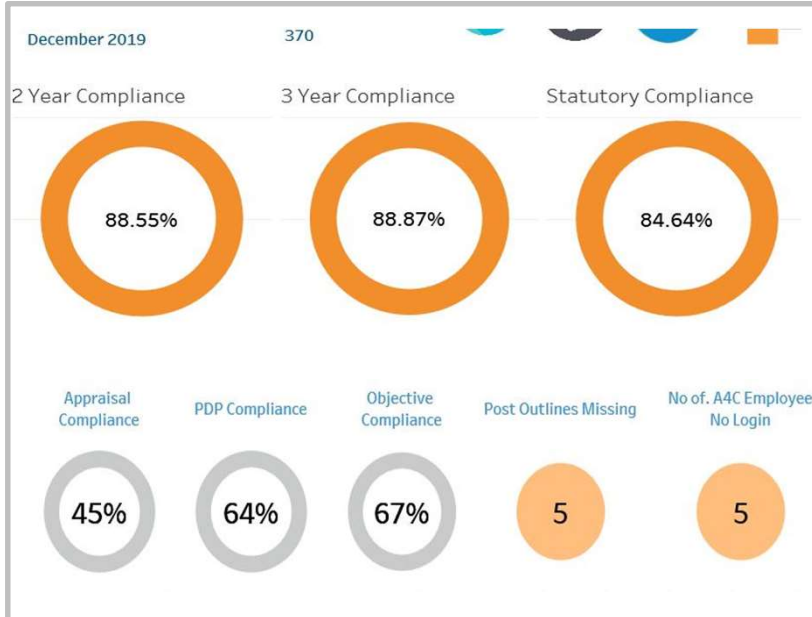 December 2019 370
2 Year Compliance 3 Year Compliance Statutory Compliance
88.55% 88.87% 84.64%
Appraisal
Compliance
PDP Compliance
Objective
Compliance
Post Outlines Missing
No of. A4C Employee
No Login
45% 64% 67% 5 5